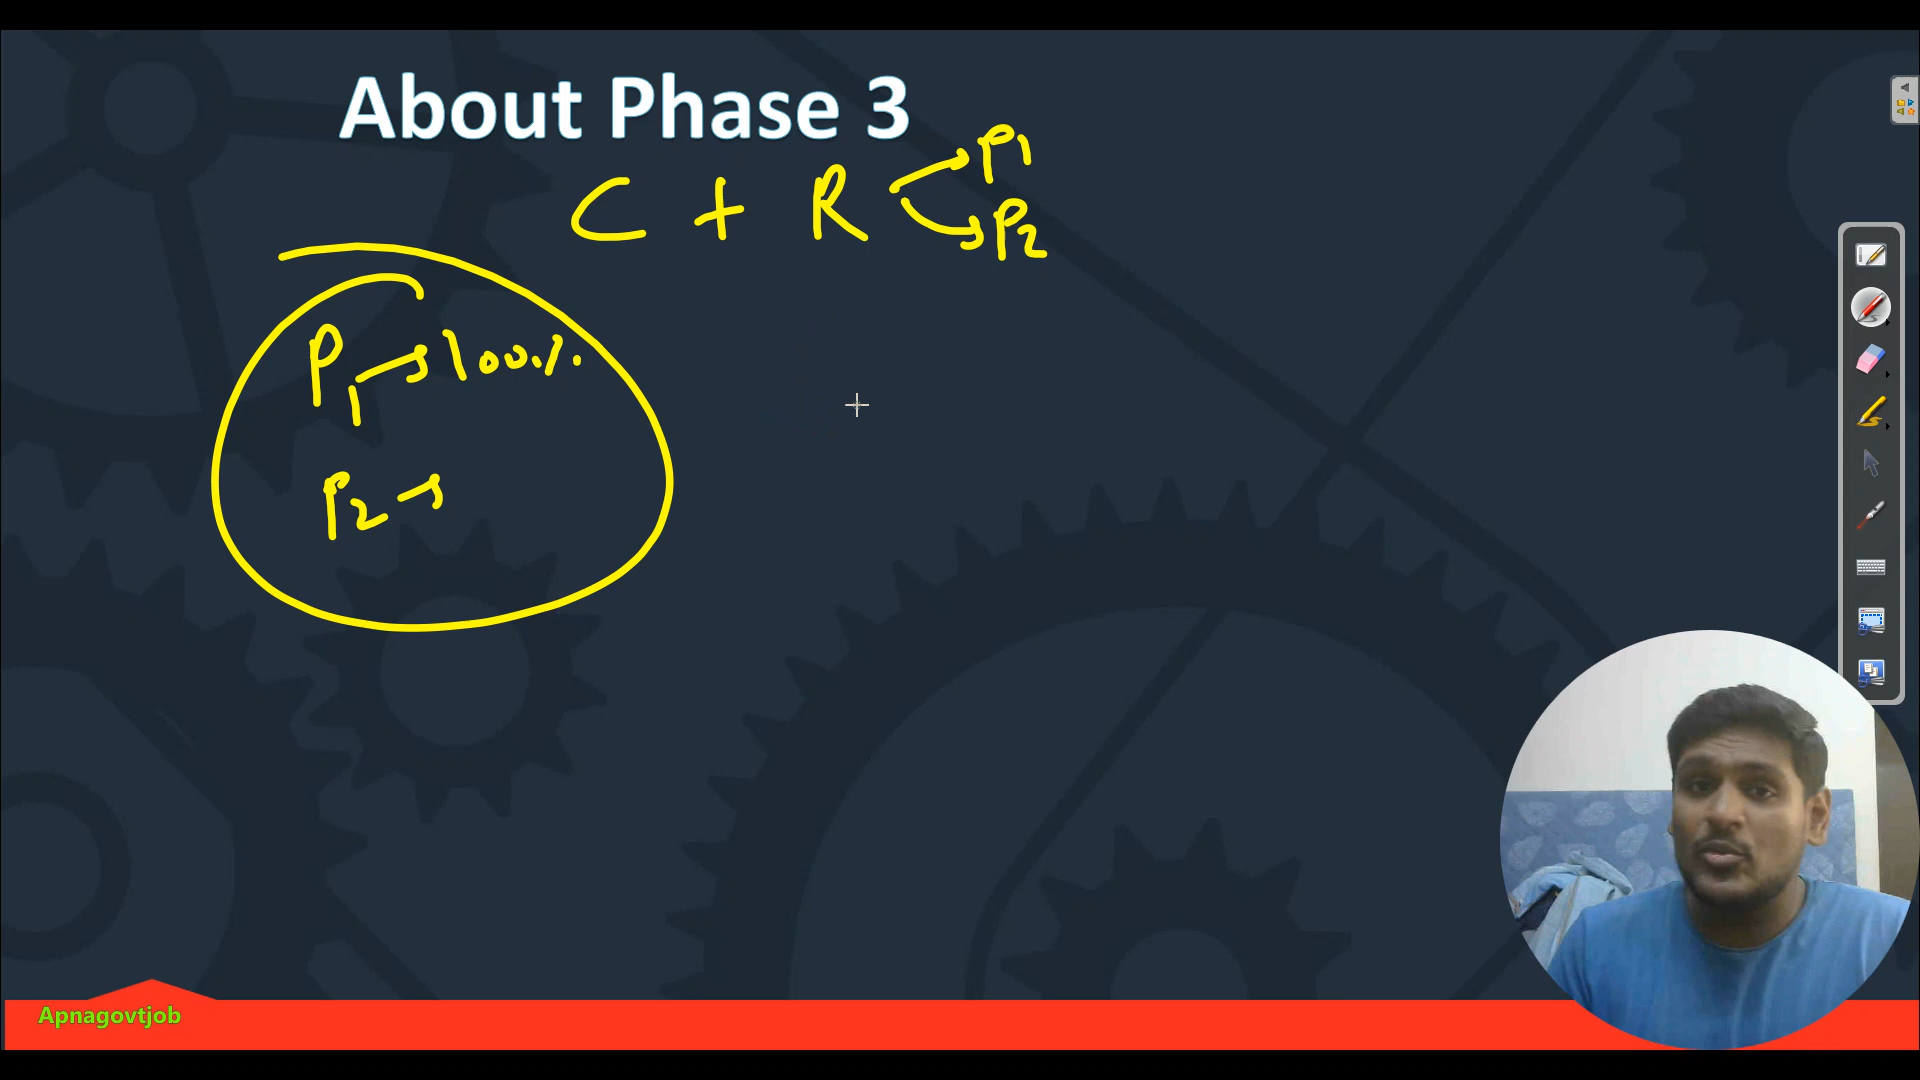 About Phase 3
C + R P1
P2
P1 → 100%
P2 →
Apnagovtjob